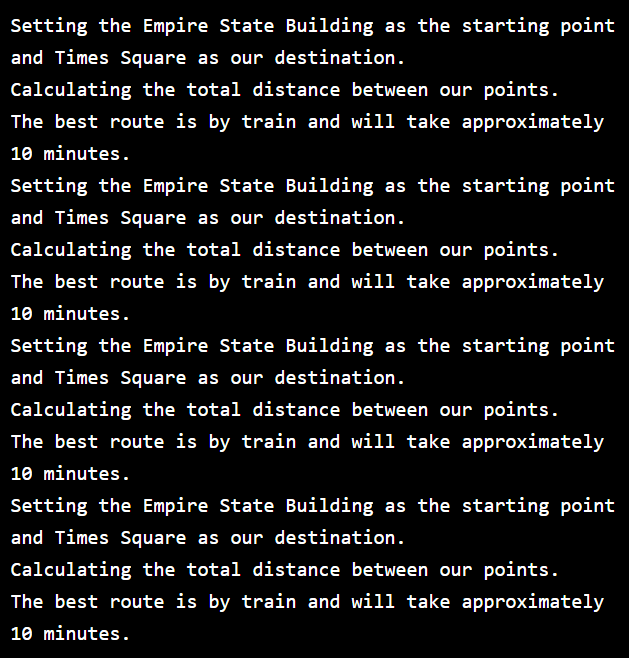 Setting the Empire State Building as the starting point
and Times Square as our destination.
Calculating the total distance between our points.
The best route is by train and will take approximately
10 minutes.
Setting the Empire State Building as the starting point
and Times Square as our destination.
Calculating the total distance between our points.
The best route is by train and will take approximately
10 minutes.
Setting the Empire State Building as the starting point
and Times Square as our destination.
Calculating the total distance between our points.
The best route is by train and will take approximately
10 minutes.
Setting the Empire State Building as the starting point
and Times Square as our destination.
Calculating the total distance between our points.
The best route is by train and will take approximately
10 minutes.